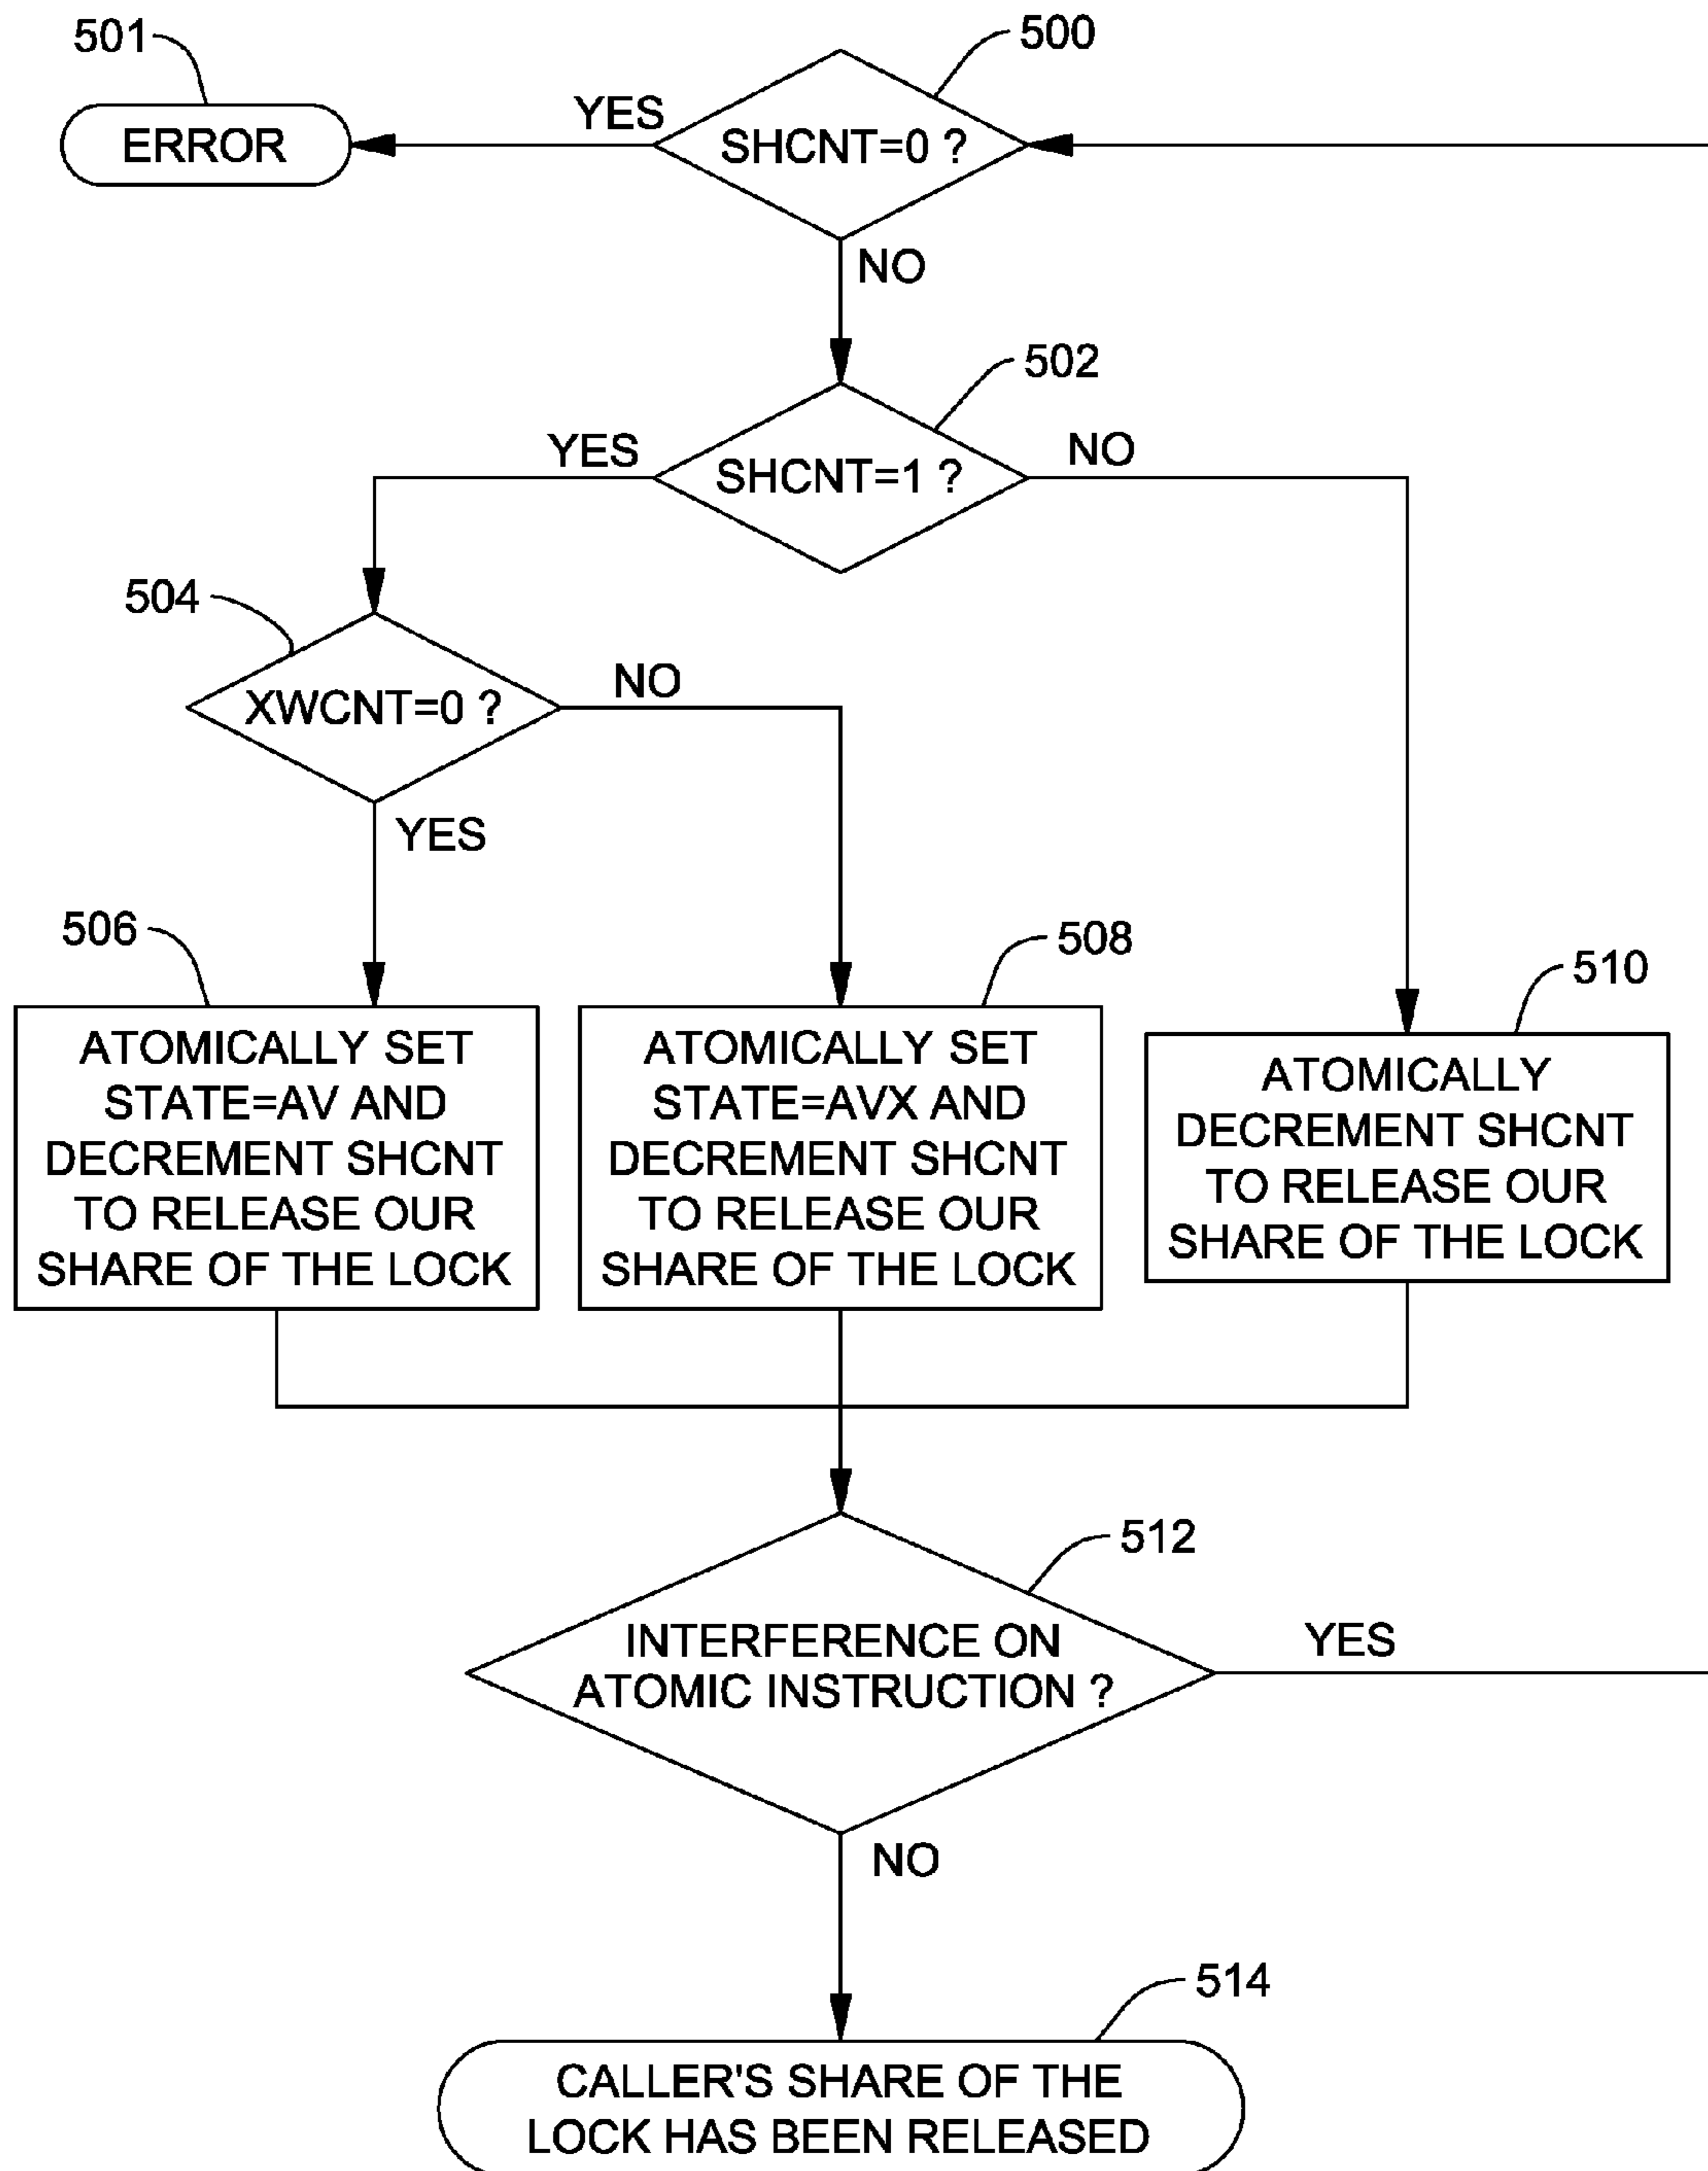 501
500
ERROR
YES
SHCNT=0 ?
NO
502
YES
SHCNT=1 ?
NO
504
XWCNT=0 ?
NO
YES
506
508
510
ATOMICALLY SET
STATE=AV AND
DECREMENT SHCNT
TO RELEASE OUR
SHARE OF THE LOCK
ATOMICALLY SET
STATE=AVX AND
DECREMENT SHCNT
TO RELEASE OUR
SHARE OF THE LOCK
ATOMICALLY
DECREMENT SHCNT
TO RELEASE OUR
SHARE OF THE LOCK
512
INTERFERENCE ON
ATOMIC INSTRUCTION ?
YES
NO
514
CALLER'S SHARE OF THE
LOCK HAS BEEN RELEASED